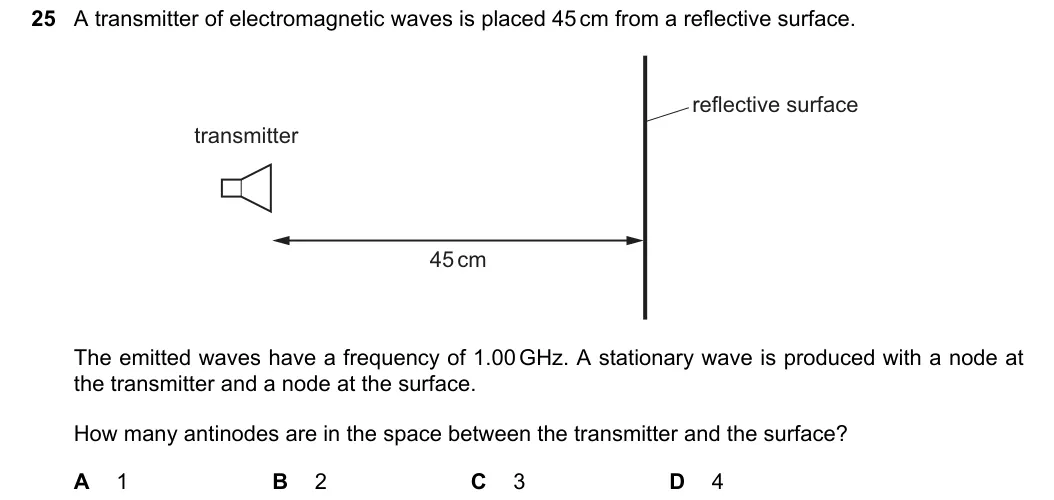 25 A transmitter of electromagnetic waves is placed 45 cm from a reflective surface.
reflective surface
transmitter
45 cm
The emitted waves have a frequency of 1.00 GHz. A stationary wave is produced with a node at
the transmitter and a node at the surface.
How many antinodes are in the space between the transmitter and the surface?
A 1 B 2 C 3 D 4